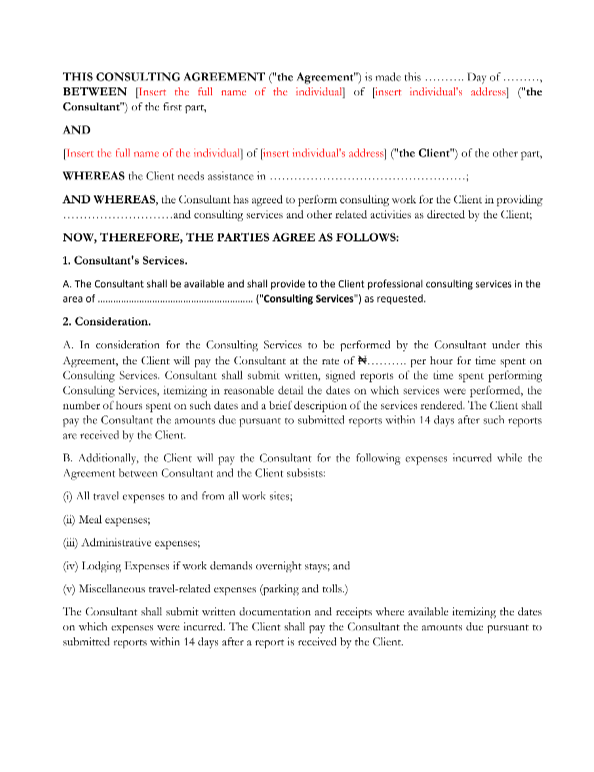 THIS CONSULTING AGREEMENT ("the Agreement") is made this ………. Day of ………,
BETWEEN [Insert the full name of the individual] of [insert individual's address] ("the
Consultant") of the first part,
AND
[Insert the full name of the individual] of [insert individual's address] ("the Client") of the other part,
WHEREAS the Client needs assistance in ……………………………………….;
AND WHEREAS, the Consultant has agreed to perform consulting work for the Client in providing
……………………..and consulting services and other related activities as directed by the Client;
NOW, THEREFORE, THE PARTIES AGREE AS FOLLOWS:
1. Consultant's Services.
A. The Consultant shall be available and shall provide to the Client professional consulting services in the
area of ………………………………………………… ("Consulting Services") as requested.
2. Consideration.
A. In consideration for the Consulting Services to be performed by the Consultant under this
Agreement, the Client will pay the Consultant at the rate of ₦………. per hour for time spent on
Consulting Services. Consultant shall submit written, signed reports of the time spent performing
Consulting Services, itemizing in reasonable detail the dates on which services were performed, the
number of hours spent on such dates and a brief description of the services rendered. The Client shall
pay the Consultant the amounts due pursuant to submitted reports within 14 days after such reports
are received by the Client.
B. Additionally, the Client will pay the Consultant for the following expenses incurred while the
Agreement between Consultant and the Client subsists:
(i) All travel expenses to and from all work sites;
(ii) Meal expenses;
(iii) Administrative expenses;
(iv) Lodging Expenses if work demands overnight stays; and
(v) Miscellaneous travel-related expenses (parking and tolls.)
The Consultant shall submit written documentation and receipts where available itemizing the dates
on which expenses were incurred. The Client shall pay the Consultant the amounts due pursuant to
submitted reports within 14 days after a report is received by the Client.